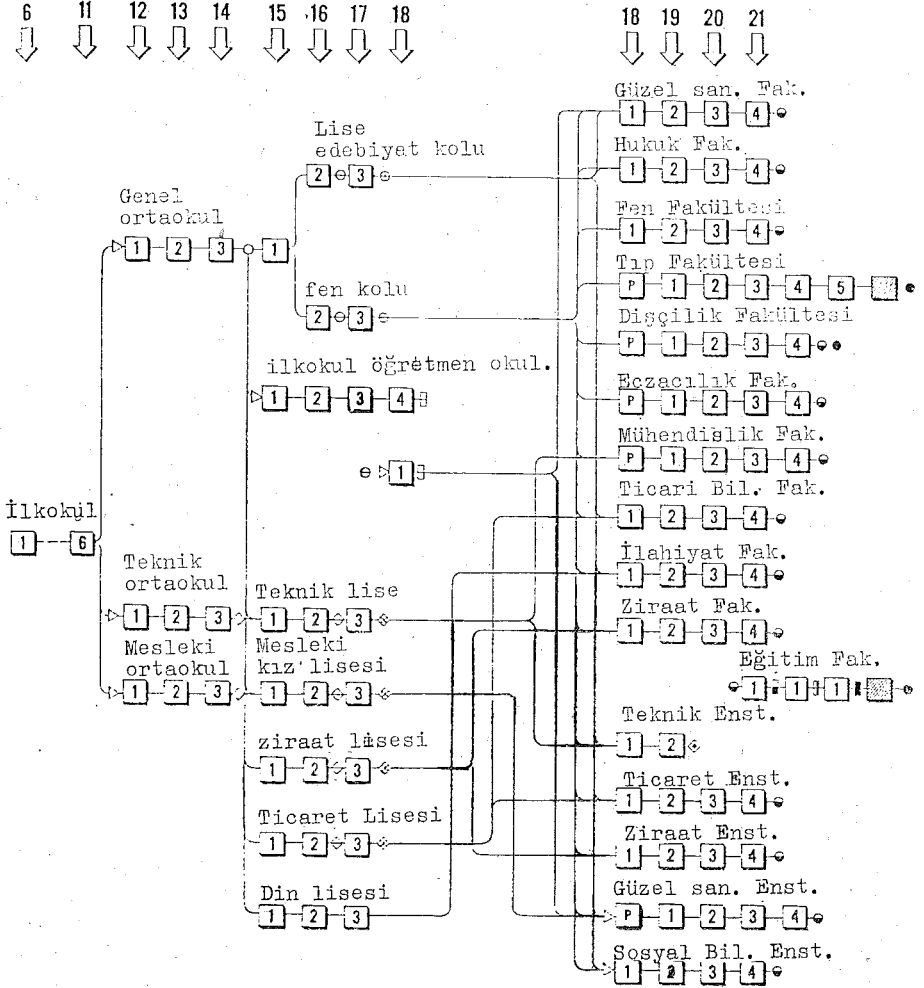 6 11 12 13 14 15 16 17 18 18 19 20 21
Güzel san. Fak.
1 2 3 4
Lise
edebiyat kolu
2 3
Hukuk Fak.
1 2 3 4
Genel
ortaokul
1 2 3 1
Fen Fakültesi
1 2 3 4
Tıp Fakültesi
P 1 2 3 4 5
fen kolu
2 3
Dişçilik Fakültesi
P 1 2 3 4
ilkokul öğretmen okul.
1 2 3 4
Eczacılık Fak.
P 1 2 3 4
Mühendislik Fak.
P 1 2 3 4
1
Ticari Bil. Fak.
1 2 3 4
İlkokul
1 6
İlahiyat Fak.
1 2 3 4
Teknik
ortaokul
1 2 3
Teknik lise
1 2 3
Ziraat Fak.
1 2 3 4
Mesleki
ortaokul
1 2 3
Mesleki
kız lisesi
1 2 3
Eğitim Fak.
1 1 1
Teknik Enst.
1 2
ziraat lisesi
1 2 3
Ticaret Enst.
1 2 3 4
Ticaret Lisesi
1 2 3
Ziraat Enst.
1 2 3 4
Din lisesi
1 2 3
Güzel san. Enst.
P 1 2 3 4
Sosyal Bil. Enst.
1 2 3 4